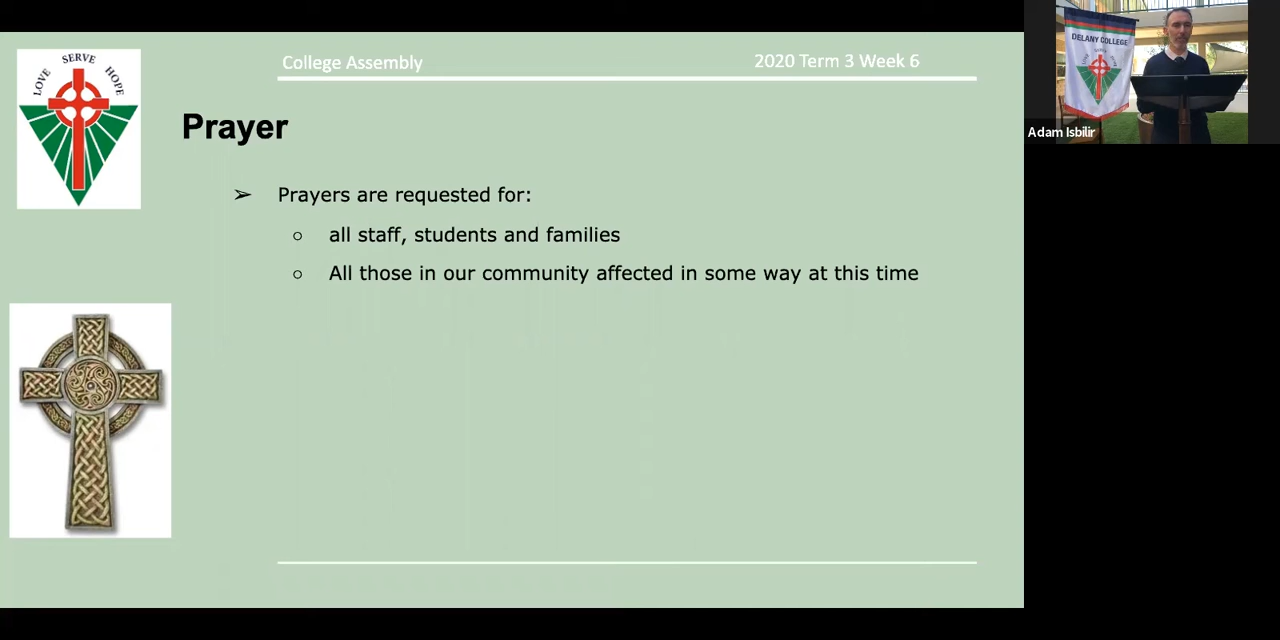 LOVE SERVE HOPE
College Assembly
2020 Term 3 Week 6
Prayer
➢ Prayers are requested for:
○ all staff, students and families
○ All those in our community affected in some way at this time
DELANY COLLEGE
Adam Isbilir